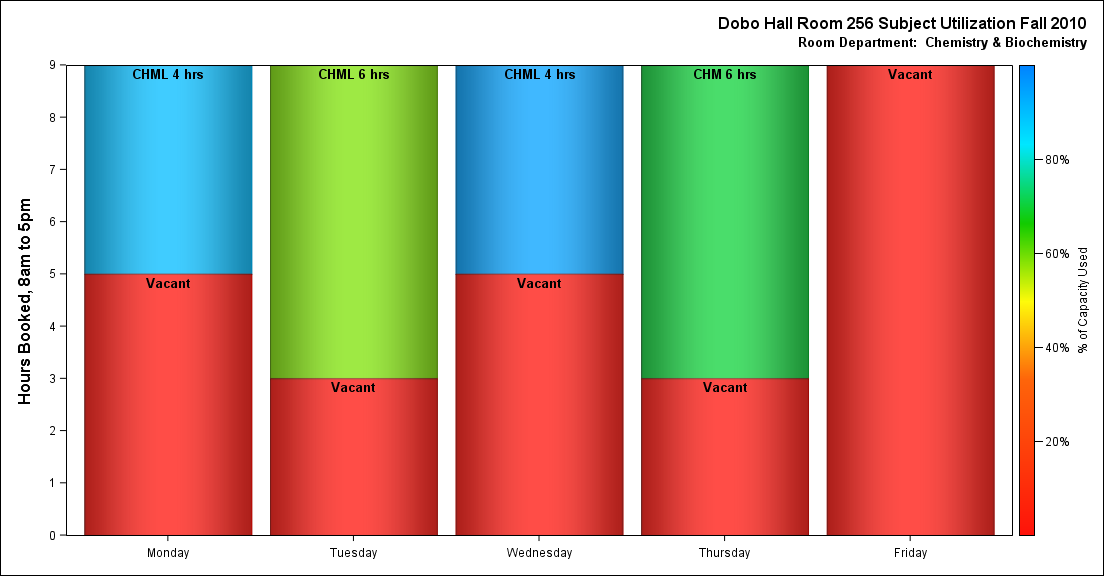 Dobo Hall Room 256 Subject Utilization Fall 2010
Room Department:  Chemistry & Biochemistry
Hours Booked, 8am to 5pm
9
8
7
6
5
4
3
2
1
0
CHML 4 hrs
Vacant
CHML 6 hrs
Vacant
CHML 4 hrs
Vacant
CHM 6 hrs
Vacant
Vacant
Monday
Tuesday
Wednesday
Thursday
Friday
80%
60%
40%
20%
% of Capacity Used